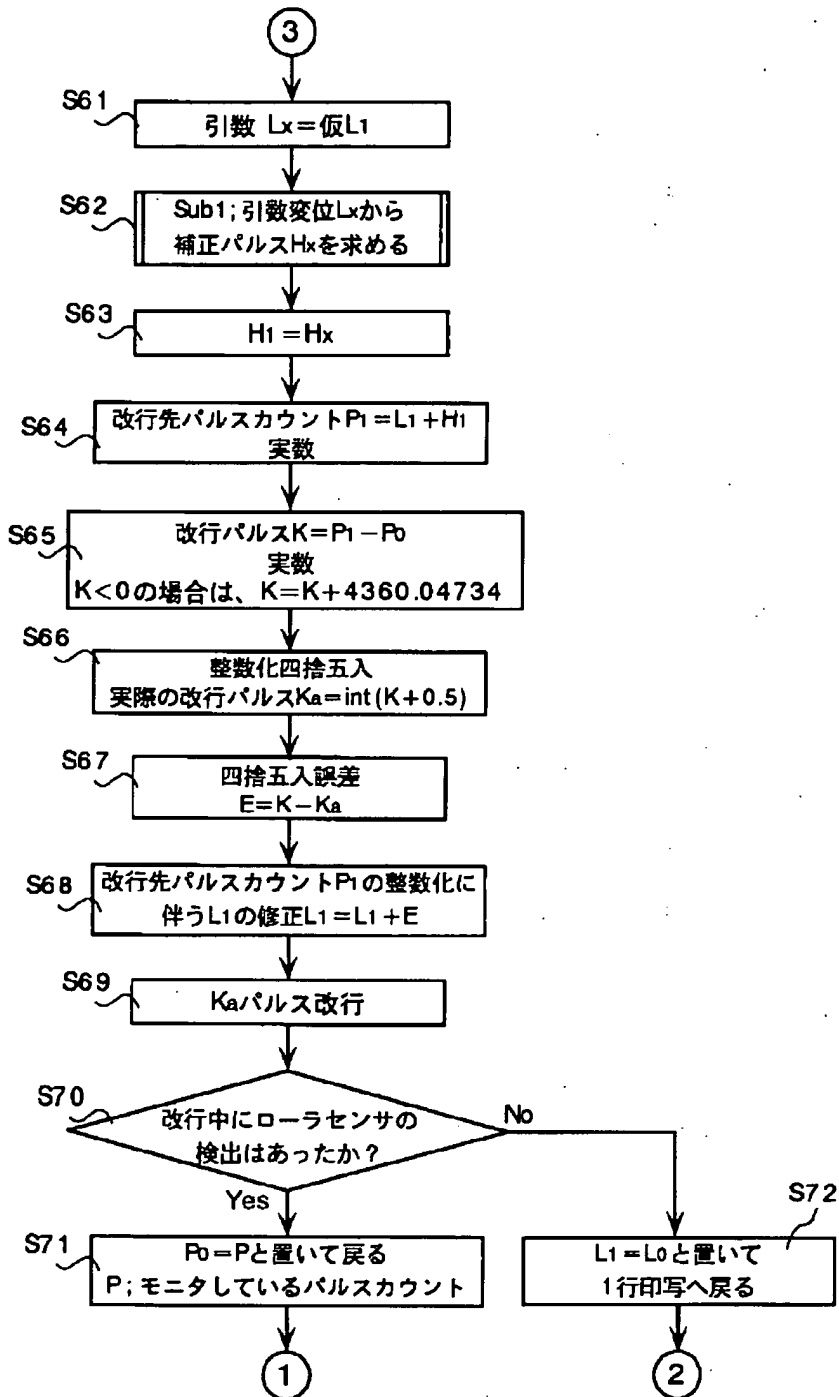 3
S61
引数 Lx=仮L1
S62
Sub1;引数変位Lxから
補正パルスHxを求める
S63
H1=Hx
S64
改行先パルスカウントP1=L1+H1
実数
S65
改行パルスK=P1-P0
実数
K<0の場合は、K=K+4360.04734
S66
整数化四捨五入
実際の改行パルスKa=int(K+0.5)
S67
四捨五入誤差
E=K-Ka
S68
改行先パルスカウントP1の整数化に
伴うL1の修正L1=L1+E
S69
Kaパルス改行
S70
改行中にローラセンサの
検出はあったか?
No
Yes
S71
P0=Pと置いて戻る
P;モニタしているパルスカウント
S72
L1=L0と置いて
1行印写へ戻る
1
2